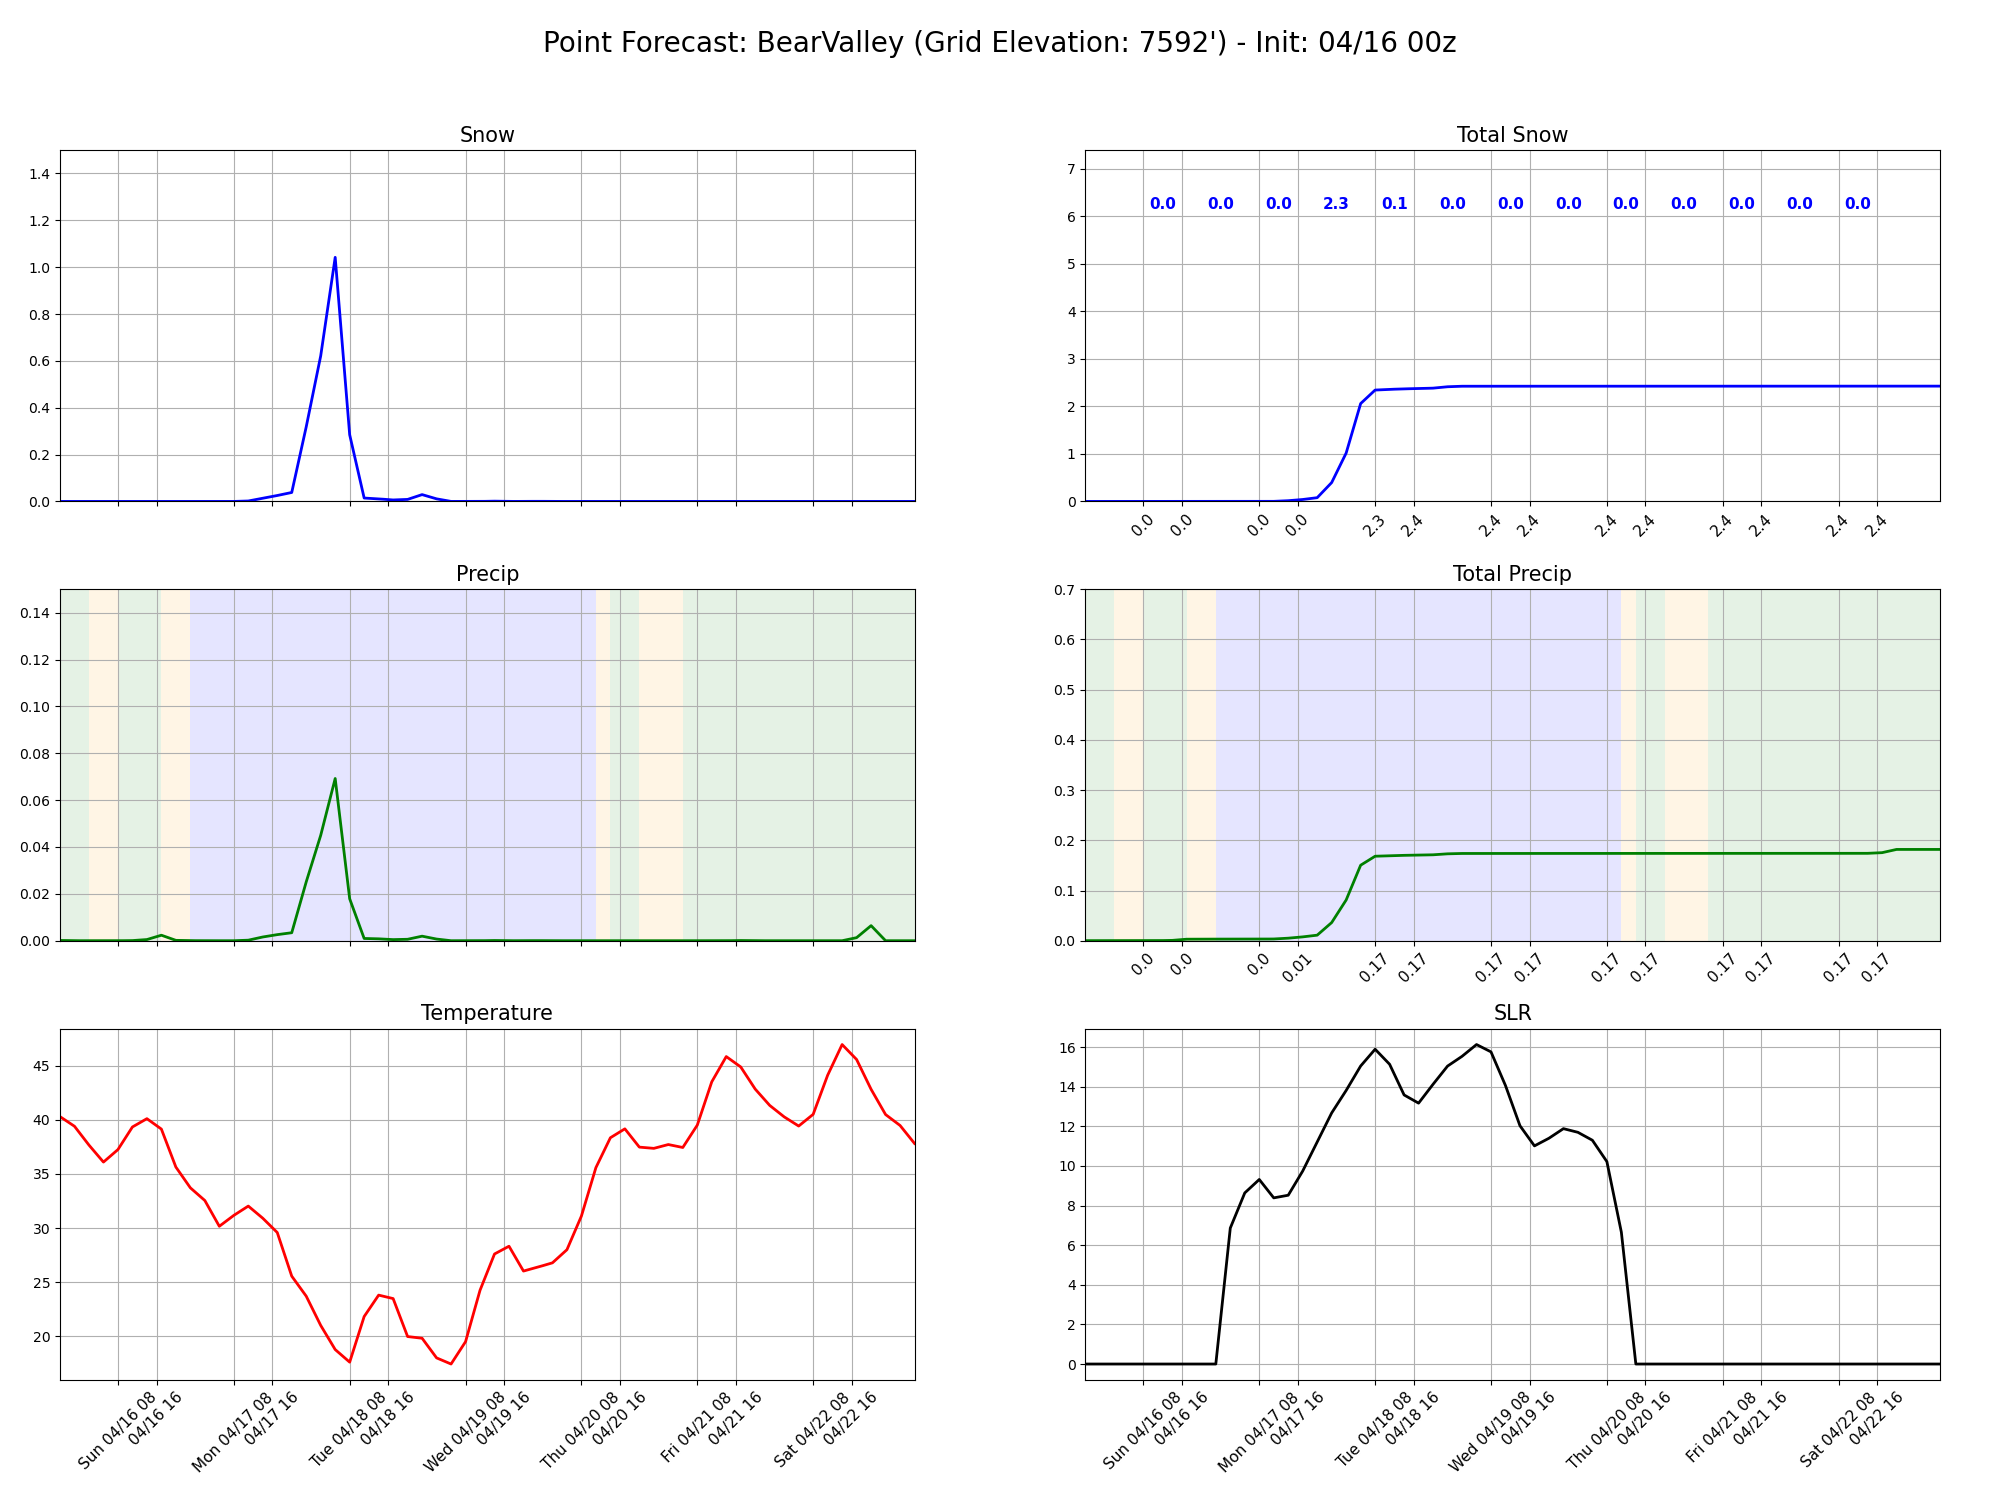 Point Forecast: BearValley (Grid Elevation: 7592') - Init: 04/16 00z
Snow
1.4
1.2
1.0
0.8
0.6
0.4
0.2
0.0
Total Snow
7
6
5
4
3
2
1
0
0.0 0.0 0.0 2.3 0.1 0.0 0.0 0.0 0.0 0.0 0.0 0.0 0.0
0.0 0.0 0.0 0.0 2.3 2.4 2.4 2.4 2.4 2.4 2.4 2.4 2.4 2.4
Precip
0.14
0.12
0.10
0.08
0.06
0.04
0.02
0.00
Total Precip
0.7
0.6
0.5
0.4
0.3
0.2
0.1
0.0
0.0 0.0 0.0 0.01 0.17 0.17 0.17 0.17 0.17 0.17 0.17 0.17 0.17 0.17
Temperature
45
40
35
30
25
20
Sun 04/16 08
04/16 16
Mon 04/17 08
04/17 16
Tue 04/18 08
04/18 16
Wed 04/19 08
04/19 16
Thu 04/20 08
04/20 16
Fri 04/21 08
04/21 16
Sat 04/22 08
04/22 16
SLR
16
14
12
10
8
6
4
2
0
Sun 04/16 08
04/16 16
Mon 04/17 08
04/17 16
Tue 04/18 08
04/18 16
Wed 04/19 08
04/19 16
Thu 04/20 08
04/20 16
Fri 04/21 08
04/21 16
Sat 04/22 08
04/22 16